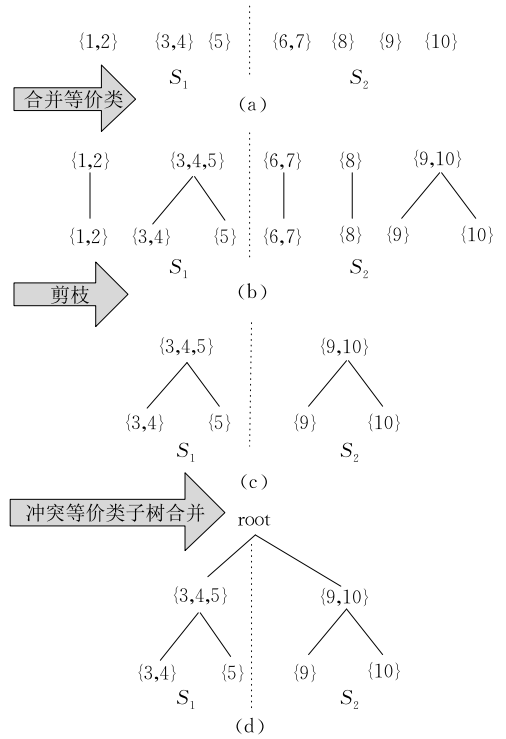 {1,2} {3,4} {5} {6,7} {8} {9} {10}
S1 S2
合并等价类
(a)
{1,2} {3,4,5} {6,7} {8} {9,10}
{1,2} {3,4} {5} {6,7} {8} {9} {10}
S1 S2
剪枝
(b)
{3,4,5} {9,10}
{3,4} {5} {9} {10}
S1 S2
(c)
冲突等价类子树合并
root
{3,4,5} {9,10}
{3,4} {5} {9} {10}
S1 S2
(d)